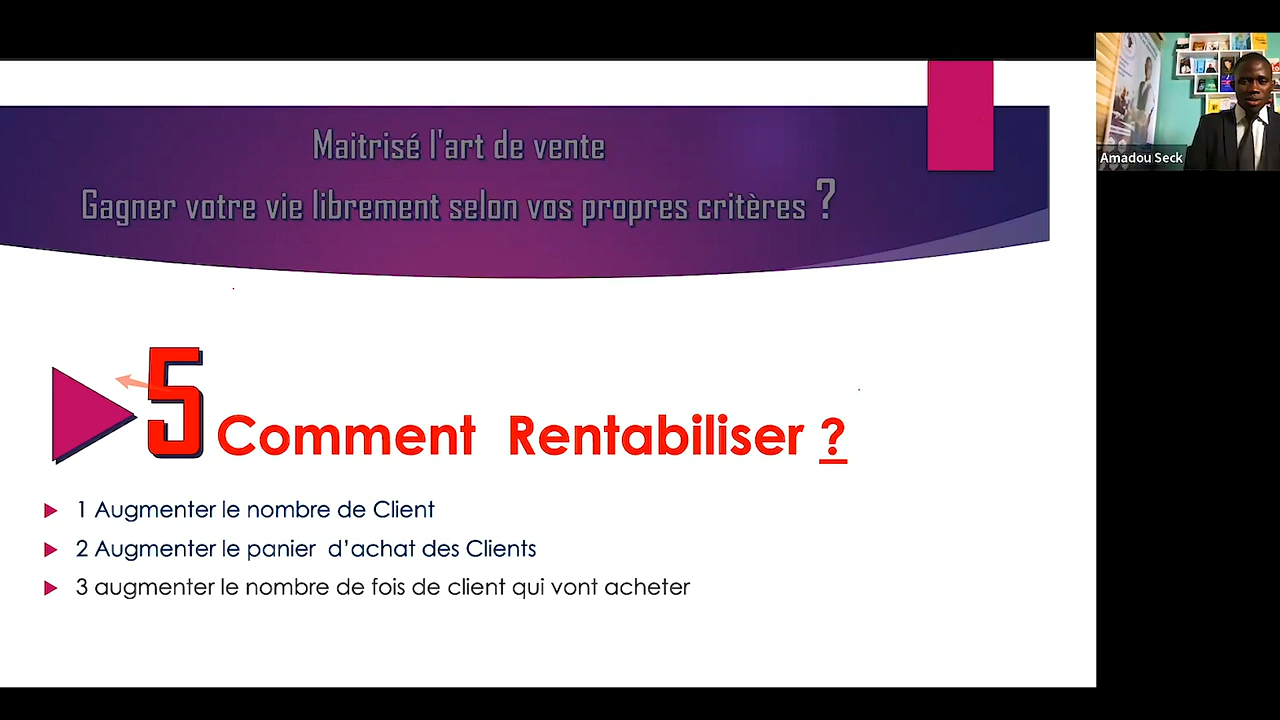 Maitrisé l'art de vente
Gagner votre vie librement selon vos propres critères ?
5 Comment Rentabiliser ?
1 Augmenter le nombre de Client
2 Augmenter le panier d’achat des Clients
3 augmenter le nombre de fois de client qui vont acheter
Amadou Seck